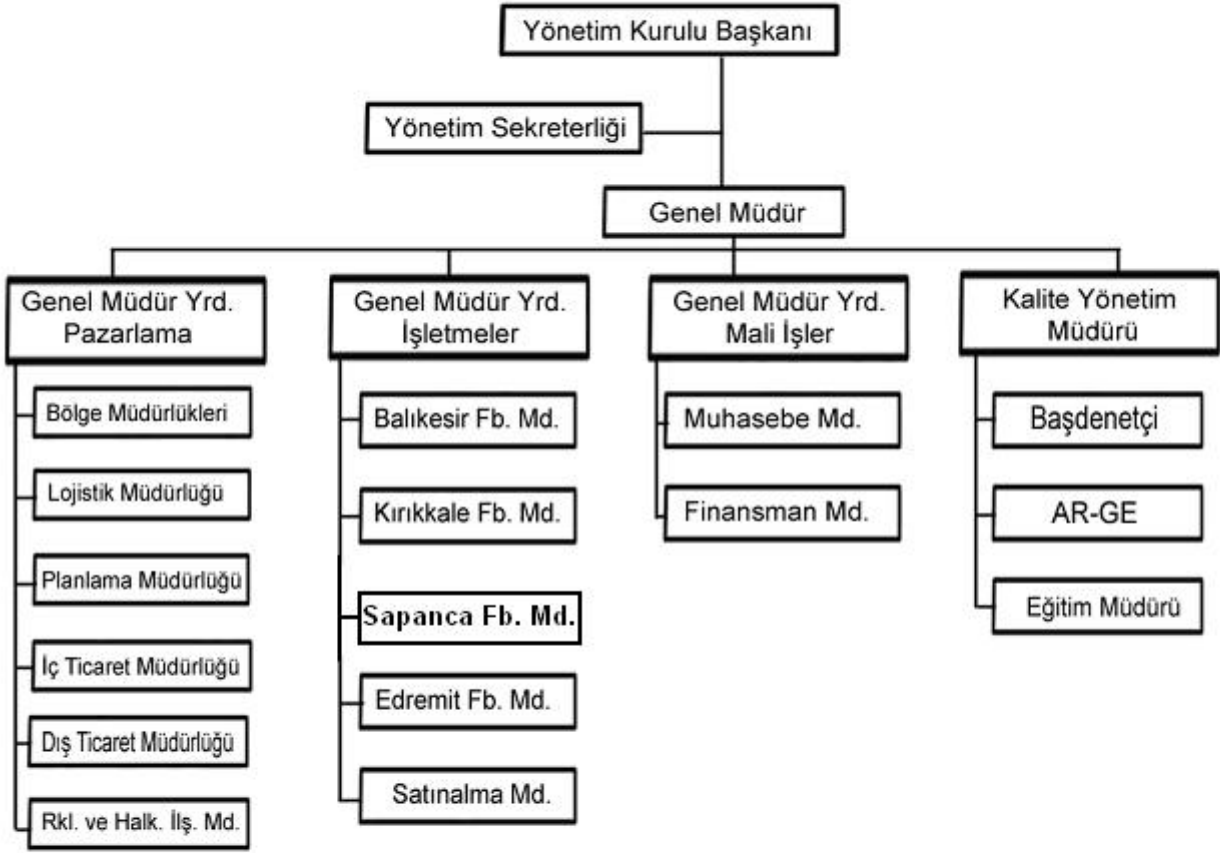 Yönetim Kurulu Başkanı
Yönetim Sekreterliği
Genel Müdür
Genel Müdür Yrd.
Pazarlama
Bölge Müdürlükleri
Lojistik Müdürlüğü
Planlama Müdürlüğü
İç Ticaret Müdürlüğü
Dış Ticaret Müdürlüğü
Rkl. ve Halk. İlş. Md.
Genel Müdür Yrd.
İşletmeler
Balıkesir Fb. Md.
Kırıkkale Fb. Md.
Sapanca Fb. Md.
Edremit Fb. Md.
Satınalma Md.
Genel Müdür Yrd.
Mali İşler
Muhasebe Md.
Finansman Md.
Kalite Yönetim
Müdürü
Başdenetçi
AR-GE
Eğitim Müdürü